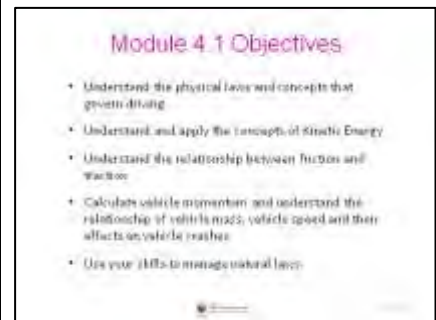 Module 4.1 Objectives
• Understand the physical laws and concepts that
govern driving
• Understand and apply the concepts of Kinetic Energy
• Understand the relationship between friction and
traction
• Calculate vehicle momentum and understand the
relationship of vehicle mass, vehicle speed and their
effects on vehicle crashes
• Use your skills to manage natural laws